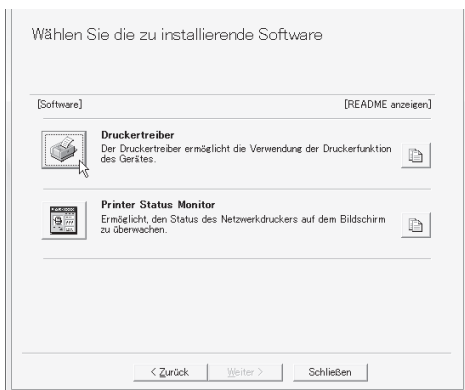 Wählen Sie die zu installierende Software
[Software] [README anzeigen]
Druckertreiber
Der Druckertreiber ermöglicht die Verwendung der Druckerfunktion
des Gerätes.
Printer Status Monitor
Ermöglicht, den Status des Netzwerkdruckers auf dem Bildschirm
zu überwachen.
< Zurück Weiter > Schließen